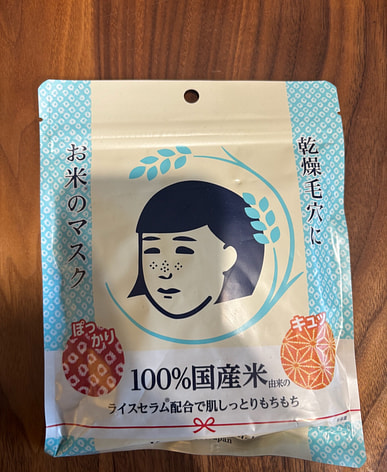 乾燥毛穴に
お米のマスク
ぽっかり
キュッ
100%国産米由来の
ライスセラム®配合で肌しっとりもちもち